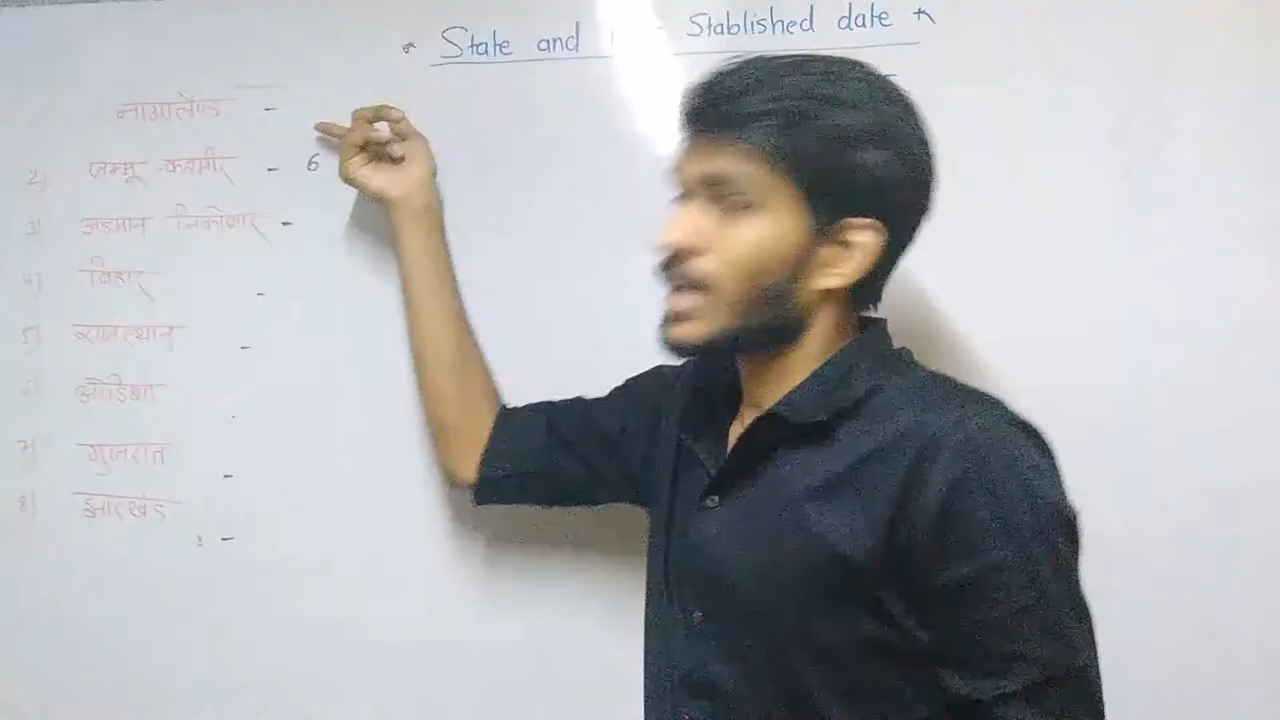 * State and Stablished date *
नागालैण्ड -
2) जम्मू-कश्मीर - 6
3) अंडमान निकोबार -
4) बिहार -
5) राजस्थान -
ओडिशा
7) गुजरात -
8) झारखंड -